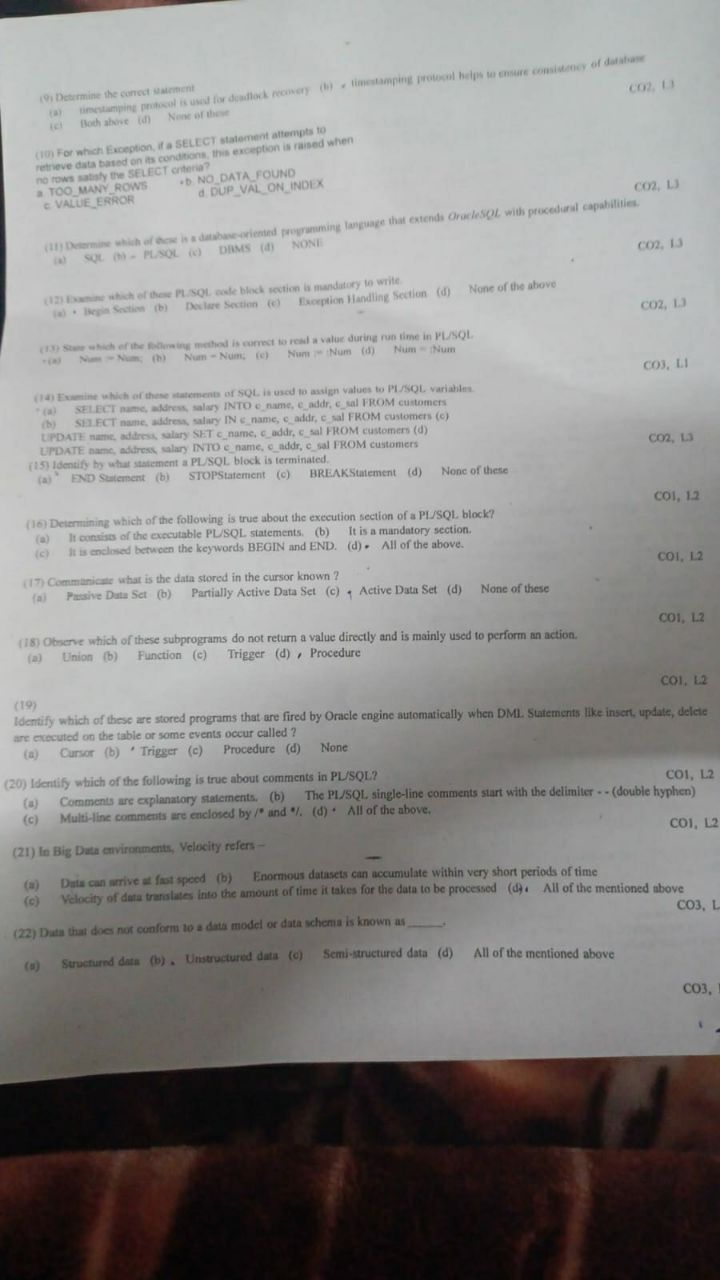 (9) Determine the correct statement
(a) timestamping protocol is used for deadlock recovery (b) timestamping protocol helps to ensure consistency of database
(c) Both above (d) None of these
CO2, L3
(10) For which Exception, if a SELECT statement attempts to
retrieve data based on its conditions, this exception is raised when
no rows satisfy the SELECT criteria?
a. TOO_MANY_ROWS b. NO_DATA_FOUND
c. VALUE_ERROR d. DUP_VAL_ON_INDEX
CO2, L3
(11) Determine which of these is a database-oriented programming language that extends OracleSQL with procedural capabilities.
(a) SQL (b) PL/SQL (c) DBMS (d) NONE
CO2, L3
(12) Examine which of these PL/SQL code block section is mandatory to write.
(a) Begin Section (b) Declare Section (c) Exception Handling Section (d) None of the above
CO2, L3
(13) State which of the following method is correct to read a value during run time in PL/SQL
(a) Num Num; (b) Num = Num; (c) Num := :Num (d) Num = :Num
CO3, L1
(14) Examine which of these statements of SQL is used to assign values to PL/SQL variables.
(a) SELECT name, address, salary INTO c_name, c_addr, c_sal FROM customers
(b) SELECT name, address, salary IN c_name, c_addr, c_sal FROM customers (c)
UPDATE name, address, salary SET c_name, c_addr, c_sal FROM customers (d)
UPDATE name, address, salary INTO c_name, c_addr, c_sal FROM customers
CO2, L3
(15) Identify by what statement a PL/SQL block is terminated.
(a) END Statement (b) STOPStatement (c) BREAKStatement (d) None of these
CO1, L2
(16) Determining which of the following is true about the execution section of a PL/SQL block?
(a) It consists of the executable PL/SQL statements. (b) It is a mandatory section.
(c) It is enclosed between the keywords BEGIN and END. (d) All of the above.
CO1, L2
(17) Communicate what is the data stored in the cursor known ?
(a) Passive Data Set (b) Partially Active Data Set (c) Active Data Set (d) None of these
CO1, L2
(18) Observe which of these subprograms do not return a value directly and is mainly used to perform an action.
(a) Union (b) Function (c) Trigger (d) Procedure
CO1, L2
(19)
Identify which of these are stored programs that are fired by Oracle engine automatically when DML Statements like insert, update, delete
are executed on the table or some events occur called ?
(a) Cursor (b) Trigger (c) Procedure (d) None
CO1, L2
(20) Identify which of the following is true about comments in PL/SQL?
(a) Comments are explanatory statements. (b) The PL/SQL single-line comments start with the delimiter - - (double hyphen)
(c) Multi-line comments are enclosed by /* and */. (d) All of the above.
CO1, L2
(21) In Big Data environments, Velocity refers –
(a) Data can arrive at fast speed (b) Enormous datasets can accumulate within very short periods of time
(c) Velocity of data translates into the amount of time it takes for the data to be processed (d) All of the mentioned above
CO3, L
(22) Data that does not conform to a data model or data schema is known as ______.
(a) Structured data (b) Unstructured data (c) Semi-structured data (d) All of the mentioned above
CO3,